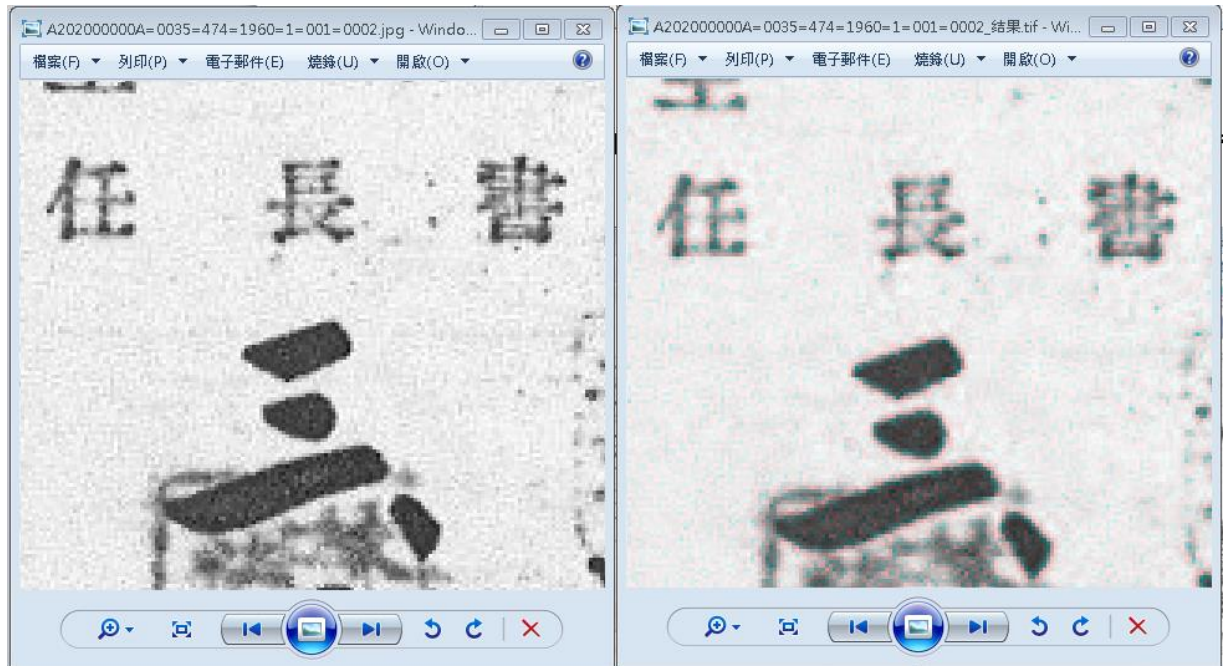 A202000000A=0035=474=1960=1=001=0002.jpg - Windo...
檔案(F) 列印(P) 電子郵件(E) 燒錄(U) 開啟(O)
任 長 書
三
A202000000A=0035=474=1960=1=001=0002_結果.tif - Wi...
檔案(F) 列印(P) 電子郵件(E) 燒錄(U) 開啟(O)
任 長 書
三